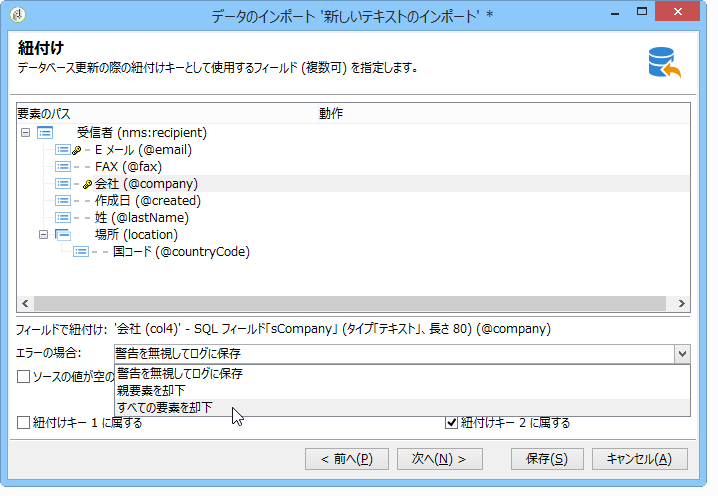 データのインポート '新しいテキストのインポート' *
紐付け
データベース更新の際の紐付けキーとして使用するフィールド (複数可) を指定します。
要素のパス 動作
受信者 (nms:recipient)
E メール (@email)
FAX (@fax)
会社 (@company)
作成日 (@created)
姓 (@lastName)
場所 (location)
国コード (@countryCode)
フィールドで紐付け: '会社 (col4)' - SQL フィールド「sCompany」 (タイプ「テキスト」、長さ 80) (@company)
エラーの場合: 警告を無視してログに保存
ソースの値が空の 警告を無視してログに保存
親要素を却下
すべての要素を却下
紐付けキー 1 に属する 紐付けキー 2 に属する
< 前へ(P) 次へ(N) > 保存(S) キャンセル(A)